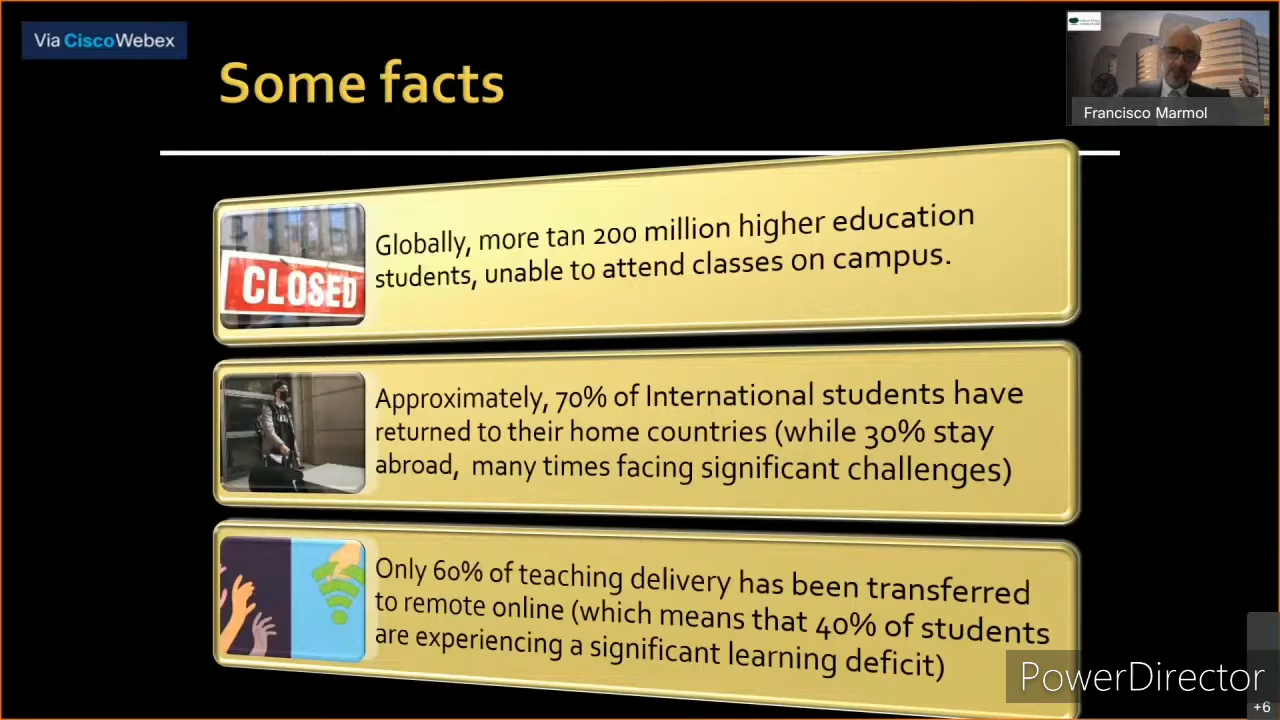 Via CiscoWebex
Some facts
Francisco Marmol
CLOSED
Globally, more tan 200 million higher education
students, unable to attend classes on campus.
Approximately, 70% of International students have
returned to their home countries (while 30% stay
abroad, many times facing significant challenges)
Only 60% of teaching delivery has been transferred
to remote online (which means that 40% of students
are experiencing a significant learning deficit)
PowerDirector
+6